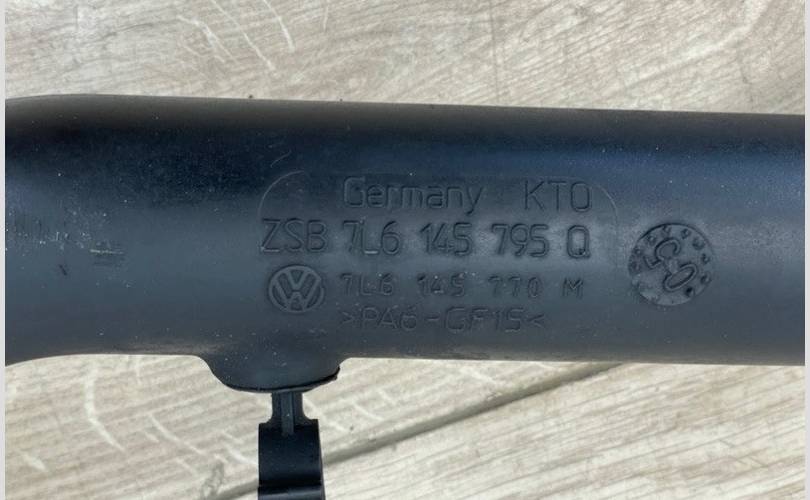 Germany KTO
ZSB 7L6 145 795 Q
7L6 145 770 M
>PA6-GF15<